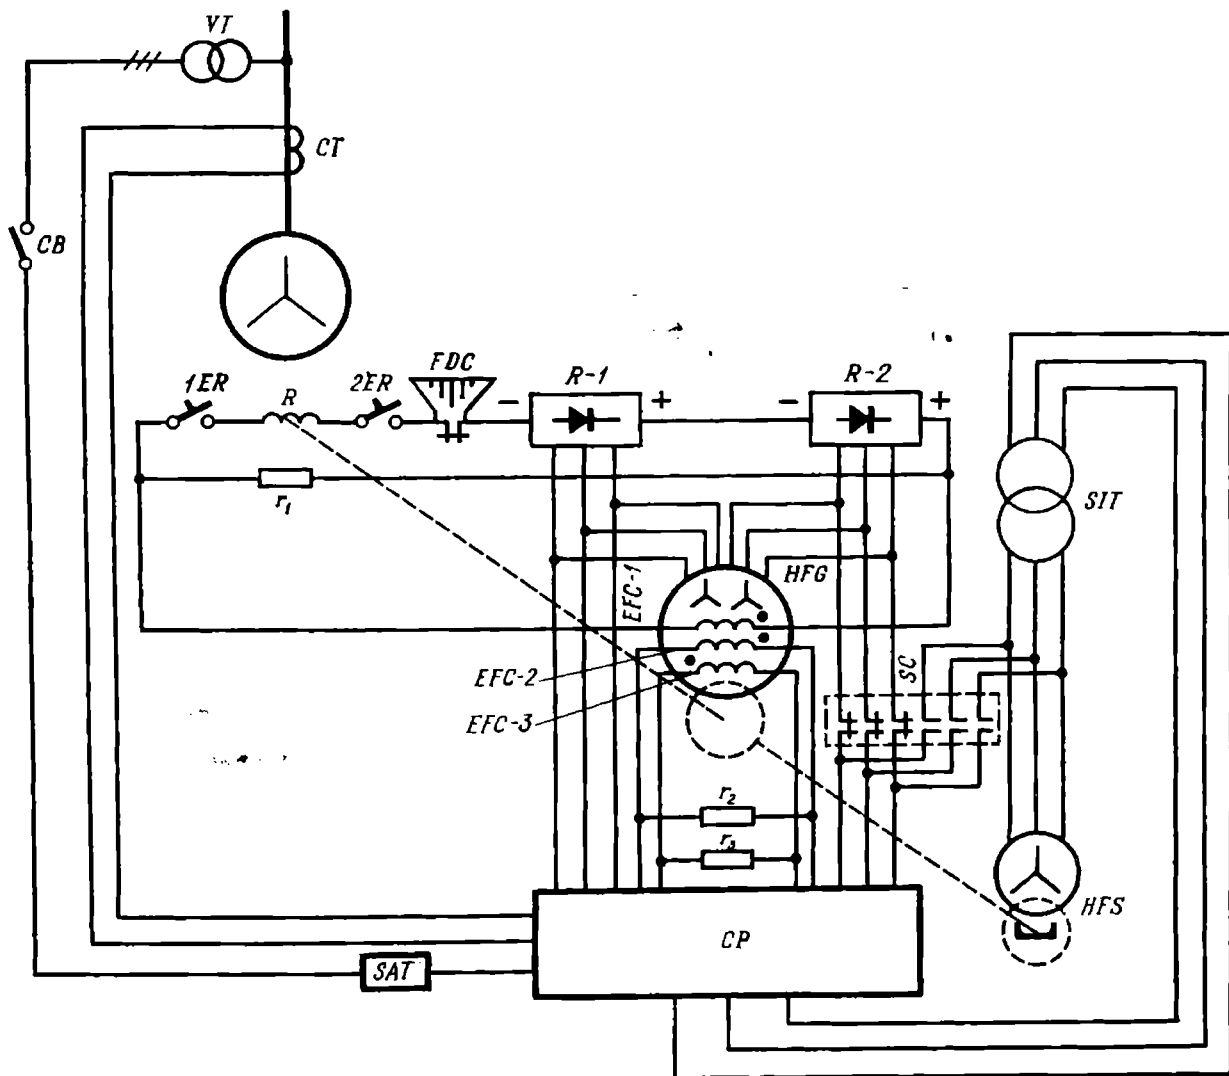 VT
CT
CB
FDC
1ER
R
2ER
R-1
R-2
- + - +
r₁
SIT
EFC-1
HFG
EFC-2
SC
EFC-3
r₂
r₃
HFS
CP
SAT